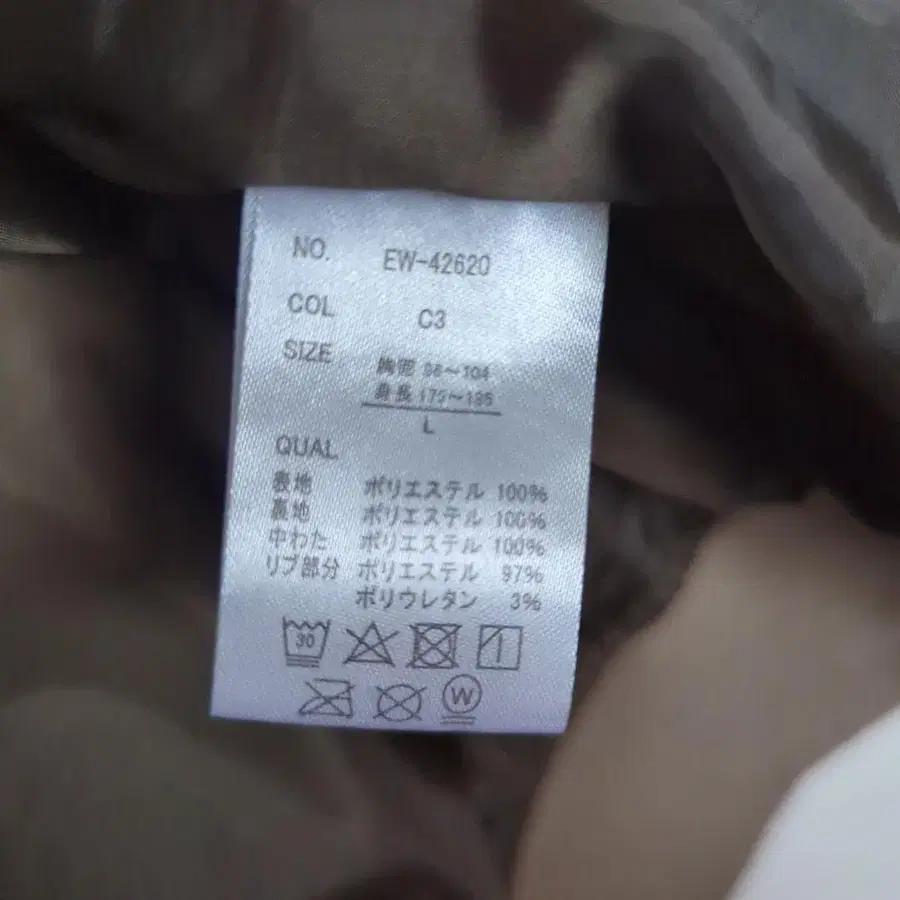 NO. EW-42620
COL C3
SIZE 胸囲 96～104
身長 175～185
L
QUAL
表地 ポリエステル 100%
裏地 ポリエステル 100%
中わた ポリエステル 100%
リブ部分 ポリエステル 97%
ポリウレタン 3%
30
W